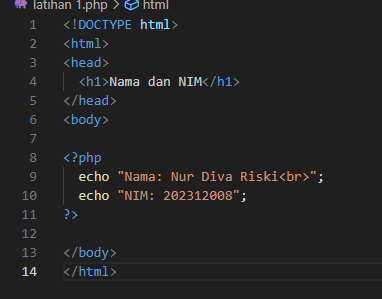 latihan 1.php > html
1 <!DOCTYPE html>
2 <html>
3 <head>
4   <h1>Nama dan NIM</h1>
5 </head>
6 <body>
7
8 <?php
9   echo "Nama: Nur Diva Riski<br>";
10   echo "NIM: 202312008";
11 ?>
12
13 </body>
14 </html>